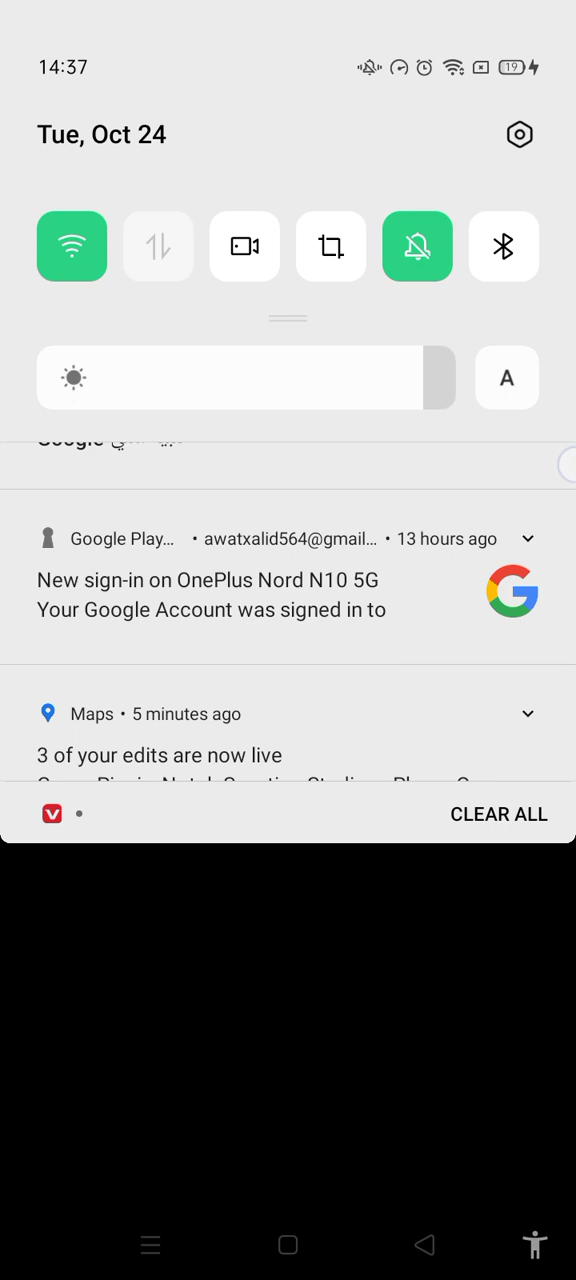 14:37
19
Tue, Oct 24
A
Google
Google Play... • awatxalid564@gmail... • 13 hours ago
New sign-in on OnePlus Nord N10 5G
Your Google Account was signed in to
Maps • 5 minutes ago
3 of your edits are now live
CLEAR ALL